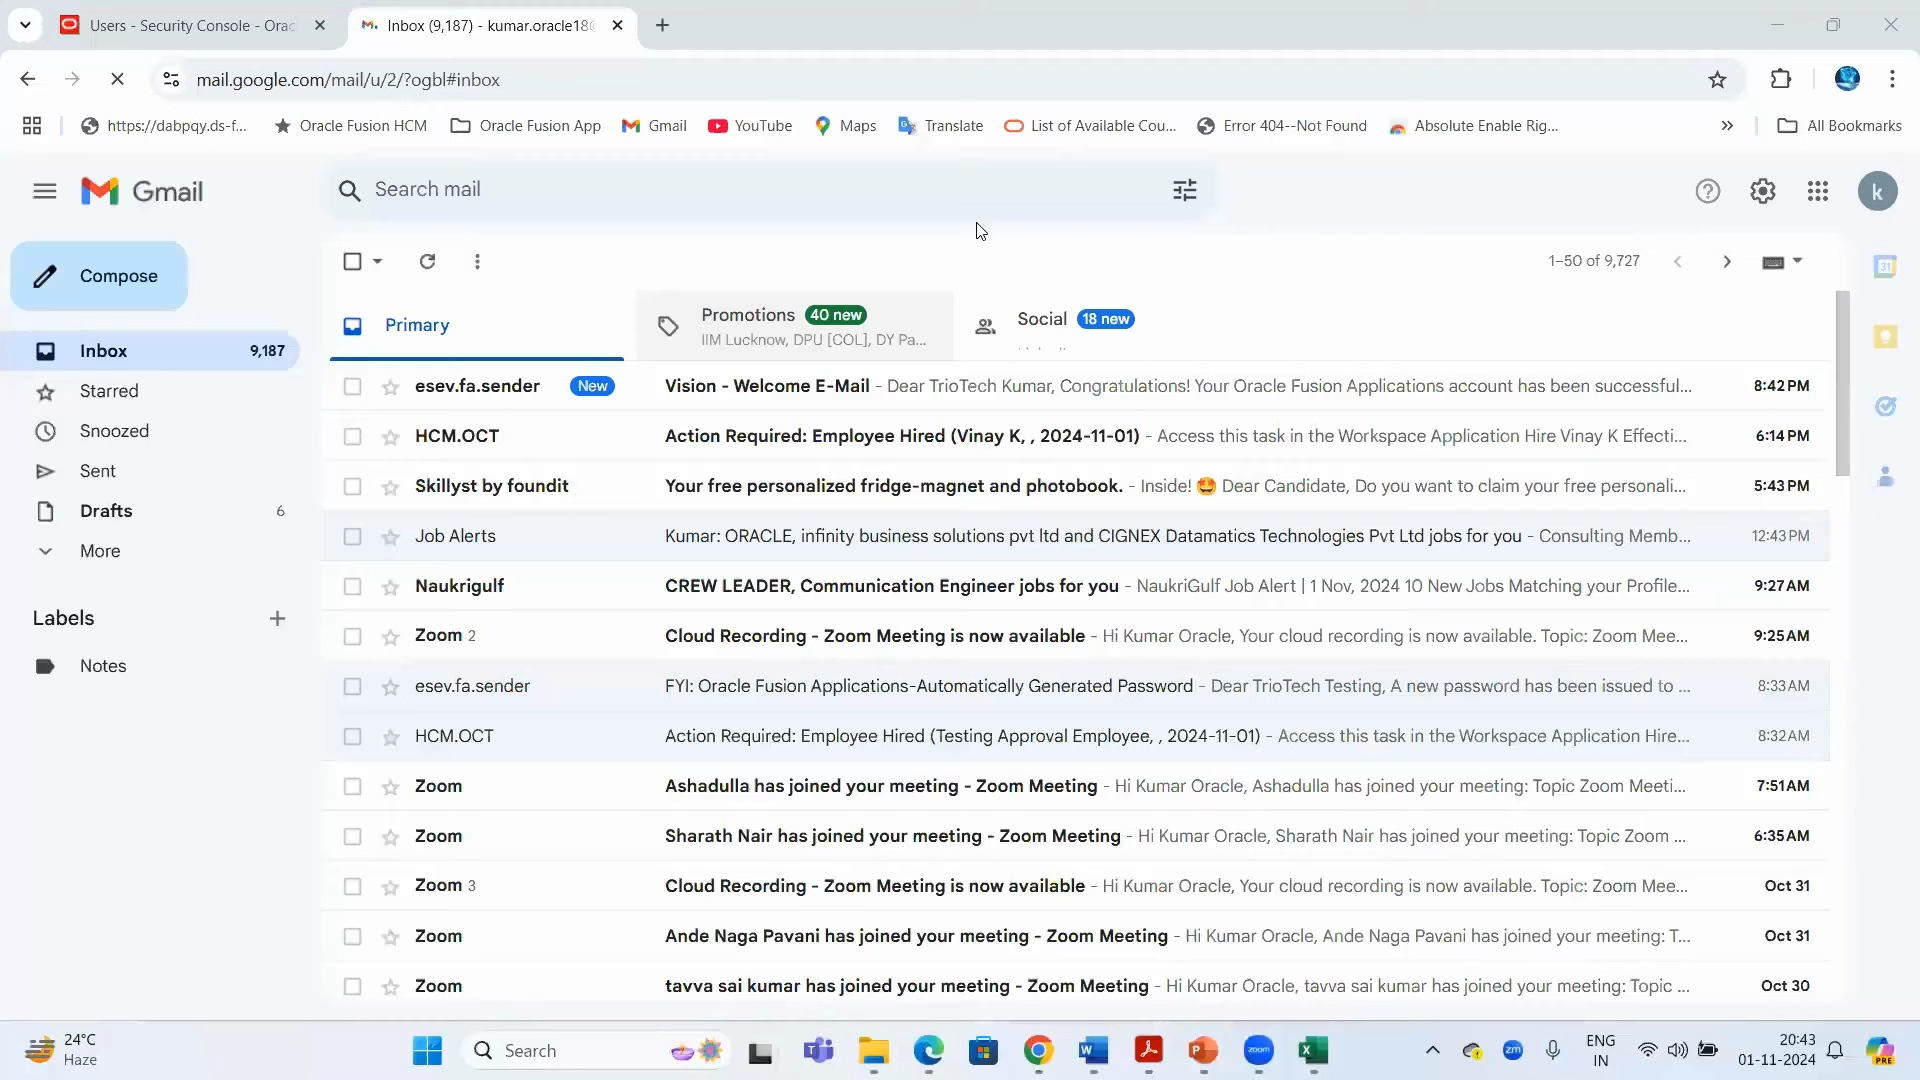 Users - Security Console - Orac
Inbox (9,187) - kumar.oracle18@
mail.google.com/mail/u/2/?ogbl#inbox
https://dabpqy.ds-f...
Oracle Fusion HCM
Oracle Fusion App
Gmail
YouTube
Maps
Translate
List of Available Cou...
Error 404--Not Found
Absolute Enable Rig...
All Bookmarks
Gmail
Search mail
k
Compose
1–50 of 9,727
Primary
Promotions 40 new
IIM Lucknow, DPU [COL], DY Pa...
Social 18 new
Inbox 9,187
Starred
Snoozed
Sent
Drafts 6
More
Labels
Notes
esev.fa.sender New Vision - Welcome E-Mail - Dear TrioTech Kumar, Congratulations! Your Oracle Fusion Applications account has been successful... 8:42 PM
HCM.OCT Action Required: Employee Hired (Vinay K, , 2024-11-01) - Access this task in the Workspace Application Hire Vinay K Effecti... 6:14 PM
Skillyst by foundit Your free personalized fridge-magnet and photobook. - Inside! 🤩 Dear Candidate, Do you want to claim your free personali... 5:43 PM
Job Alerts Kumar: ORACLE, infinity business solutions pvt ltd and CIGNEX Datamatics Technologies Pvt Ltd jobs for you - Consulting Memb... 12:43 PM
Naukrigulf CREW LEADER, Communication Engineer jobs for you - NaukriGulf Job Alert | 1 Nov, 2024 10 New Jobs Matching your Profile... 9:27 AM
Zoom 2 Cloud Recording - Zoom Meeting is now available - Hi Kumar Oracle, Your cloud recording is now available. Topic: Zoom Mee... 9:25 AM
esev.fa.sender FYI: Oracle Fusion Applications-Automatically Generated Password - Dear TrioTech Testing, A new password has been issued to ... 8:33 AM
HCM.OCT Action Required: Employee Hired (Testing Approval Employee, , 2024-11-01) - Access this task in the Workspace Application Hire... 8:32 AM
Zoom Ashadulla has joined your meeting - Zoom Meeting - Hi Kumar Oracle, Ashadulla has joined your meeting: Topic Zoom Meeti... 7:51 AM
Zoom Sharath Nair has joined your meeting - Zoom Meeting - Hi Kumar Oracle, Sharath Nair has joined your meeting: Topic Zoom ... 6:35 AM
Zoom 3 Cloud Recording - Zoom Meeting is now available - Hi Kumar Oracle, Your cloud recording is now available. Topic: Zoom Mee... Oct 31
Zoom Ande Naga Pavani has joined your meeting - Zoom Meeting - Hi Kumar Oracle, Ande Naga Pavani has joined your meeting: T... Oct 31
Zoom tavva sai kumar has joined your meeting - Zoom Meeting - Hi Kumar Oracle, tavva sai kumar has joined your meeting: Topic ... Oct 30
24°C
Haze
Search
zoom
zm
ENG
IN
20:43
01-11-2024
PRE